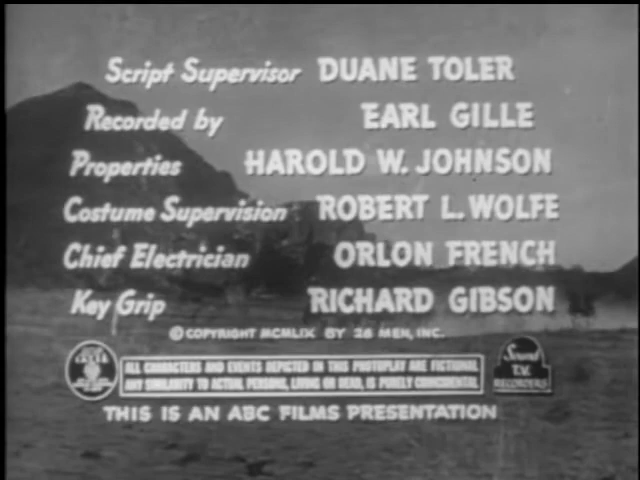 Script Supervisor DUANE TOLER
Recorded by EARL GILLE
Properties HAROLD W. JOHNSON
Costume Supervision ROBERT L. WOLFE
Chief Electrician ORLON FRENCH
Key Grip RICHARD GIBSON
© COPYRIGHT MCMLIX BY 26 MEN, INC.
ALL CHARACTERS AND EVENTS DEPICTED IN THIS PHOTOPLAY ARE FICTIONAL
ANY SIMILARITY TO ACTUAL PERSONS, LIVING OR DEAD, IS PURELY COINCIDENTAL
Sound
T.V.
RECORDERS
THIS IS AN ABC FILMS PRESENTATION